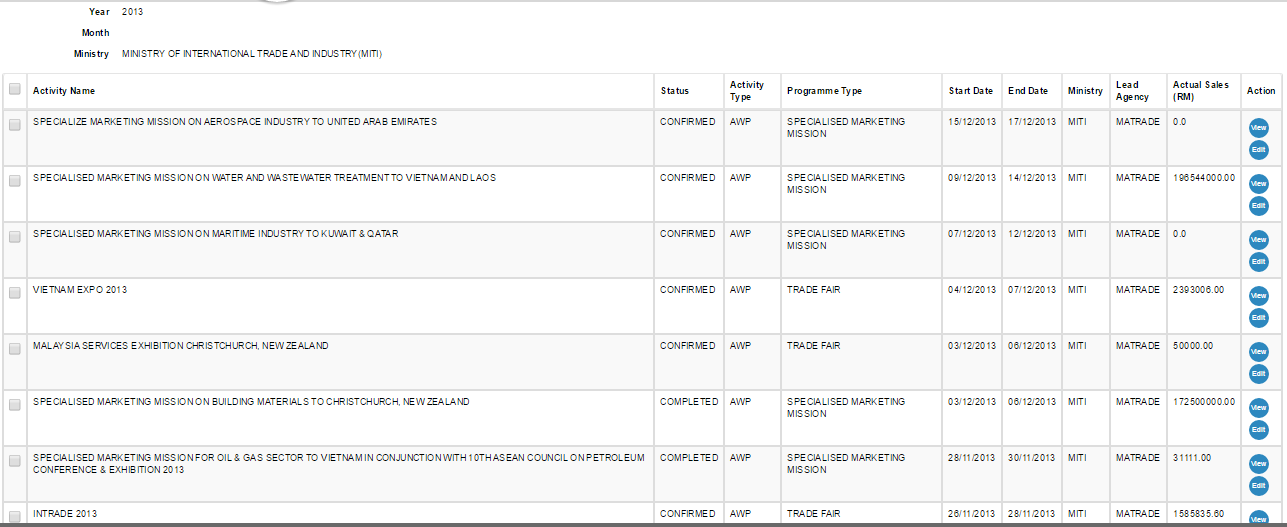 Year 2013
Month
Ministry MINISTRY OF INTERNATIONAL TRADE AND INDUSTRY (MITI)
Activity Name Status Activity Type Programme Type Start Date End Date Ministry Lead Agency Actual Sales (RM) Action
SPECIALIZE MARKETING MISSION ON AEROSPACE INDUSTRY TO UNITED ARAB EMIRATES CONFIRMED AWP SPECIALISED MARKETING MISSION 15/12/2013 17/12/2013 MITI MATRADE 0.0 View Edit
SPECIALISED MARKETING MISSION ON WATER AND WASTEWATER TREATMENT TO VIETNAM AND LAOS CONFIRMED AWP SPECIALISED MARKETING MISSION 09/12/2013 14/12/2013 MITI MATRADE 196544000.00 View Edit
SPECIALISED MARKETING MISSION ON MARITIME INDUSTRY TO KUWAIT & QATAR CONFIRMED AWP SPECIALISED MARKETING MISSION 07/12/2013 12/12/2013 MITI MATRADE 0.0 View Edit
VIETNAM EXPO 2013 CONFIRMED AWP TRADE FAIR 04/12/2013 07/12/2013 MITI MATRADE 2393006.00 View Edit
MALAYSIA SERVICES EXHIBITION CHRISTCHURCH, NEW ZEALAND CONFIRMED AWP TRADE FAIR 03/12/2013 06/12/2013 MITI MATRADE 50000.00 View Edit
SPECIALISED MARKETING MISSION ON BUILDING MATERIALS TO CHRISTCHURCH, NEW ZEALAND COMPLETED AWP SPECIALISED MARKETING MISSION 03/12/2013 06/12/2013 MITI MATRADE 172500000.00 View Edit
SPECIALISED MARKETING MISSION FOR OIL & GAS SECTOR TO VIETNAM IN CONJUNCTION WITH 10TH ASEAN COUNCIL ON PETROLEUM CONFERENCE & EXHIBITION 2013 COMPLETED AWP SPECIALISED MARKETING MISSION 28/11/2013 30/11/2013 MITI MATRADE 31111.00 View Edit
INTRADE 2013 CONFIRMED AWP TRADE FAIR 26/11/2013 28/11/2013 MITI MATRADE 1585835.60 View